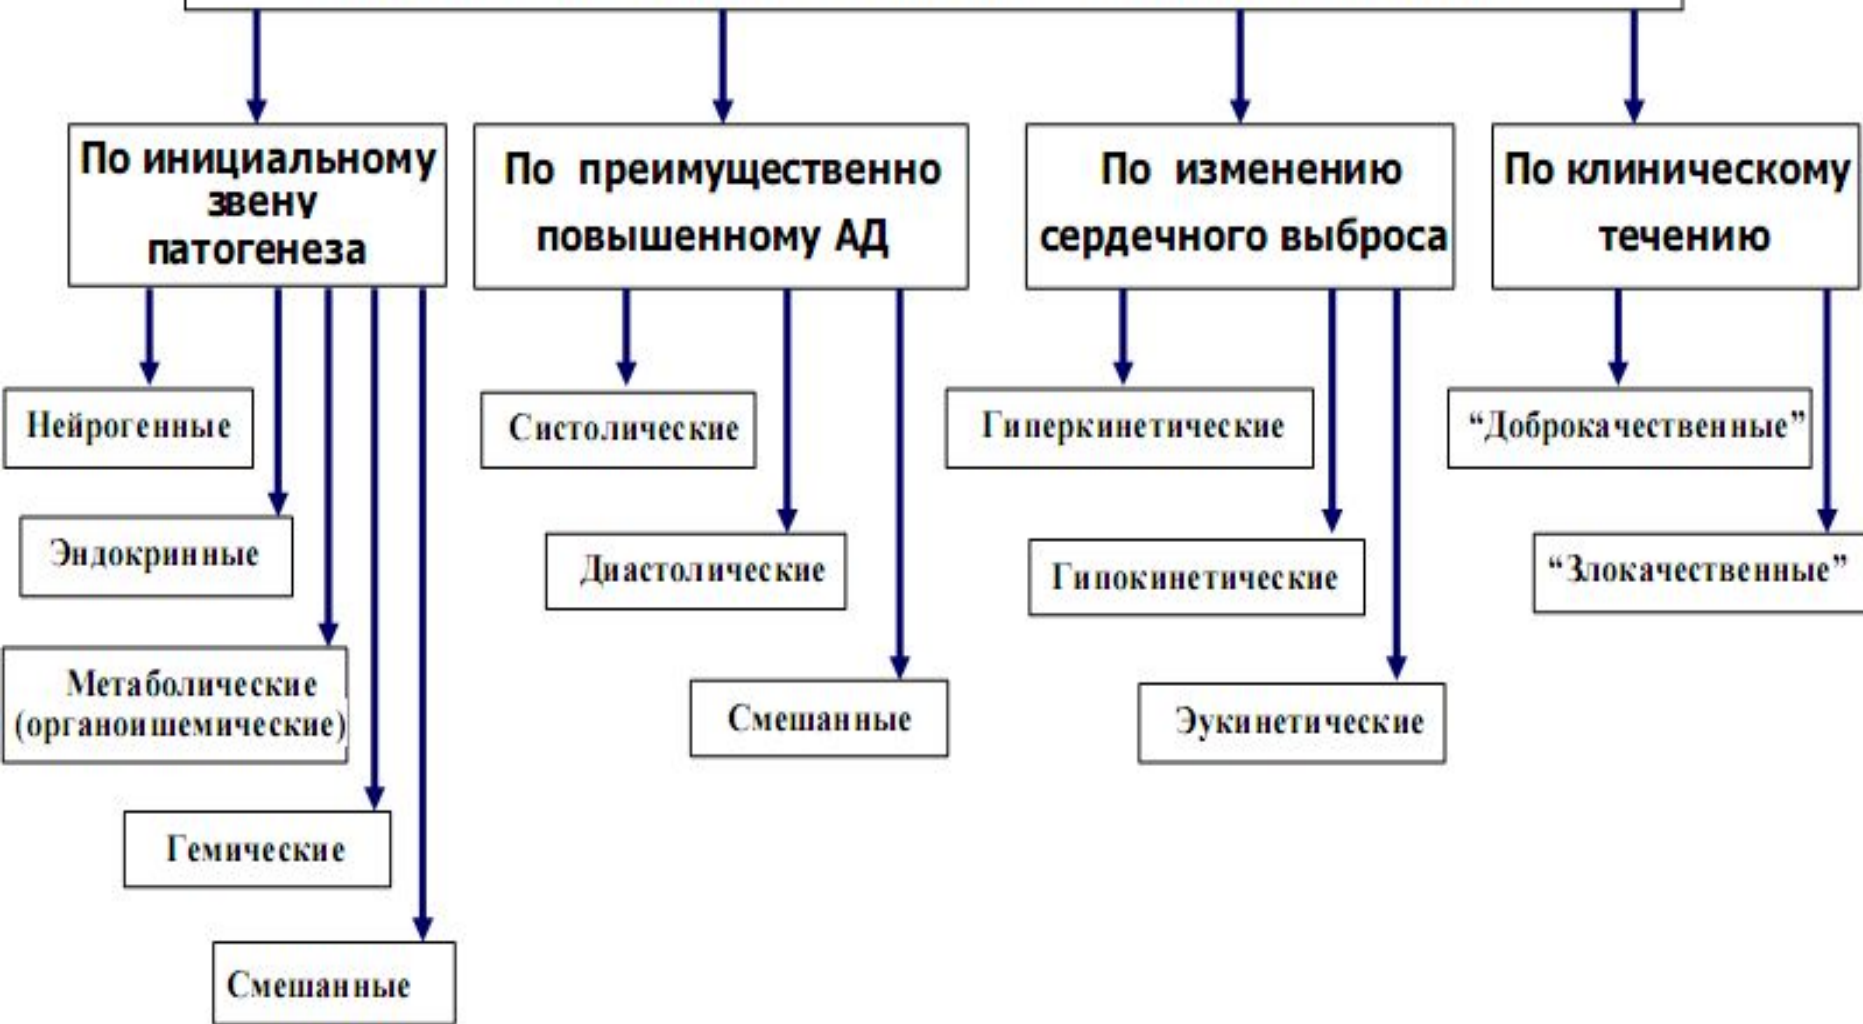 По инициальному
звену
патогенеза
По преимущественно
повышенному АД
По изменению
сердечного выброса
По клиническому
течению
Нейрогенные
Эндокринные
Метаболические
(органоишемические)
Гемические
Смешанные
Систолические
Диастолические
Смешанные
Гиперкинетические
Гипокинетические
Эукинетические
“Доброкачественные”
“Злокачественные”